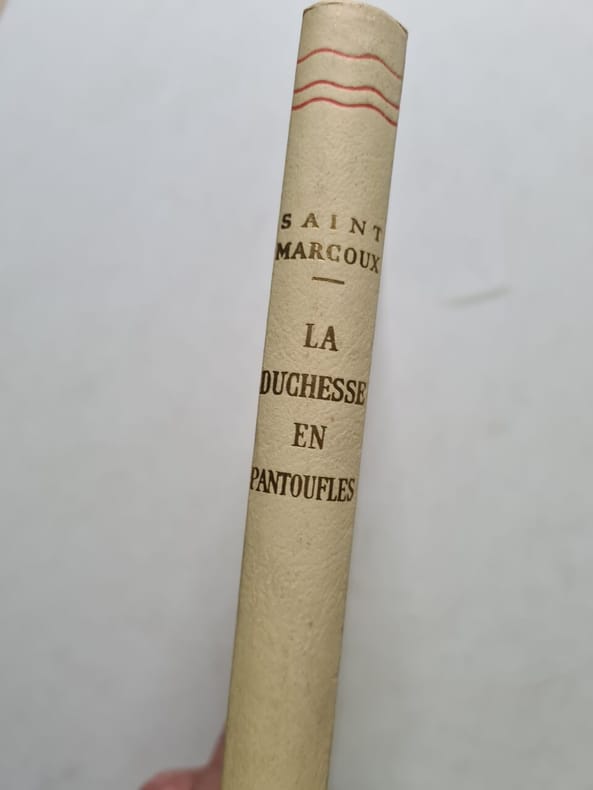 SAINT
MARCOUX
LA
DUCHESSE
EN
PANTOUFLES